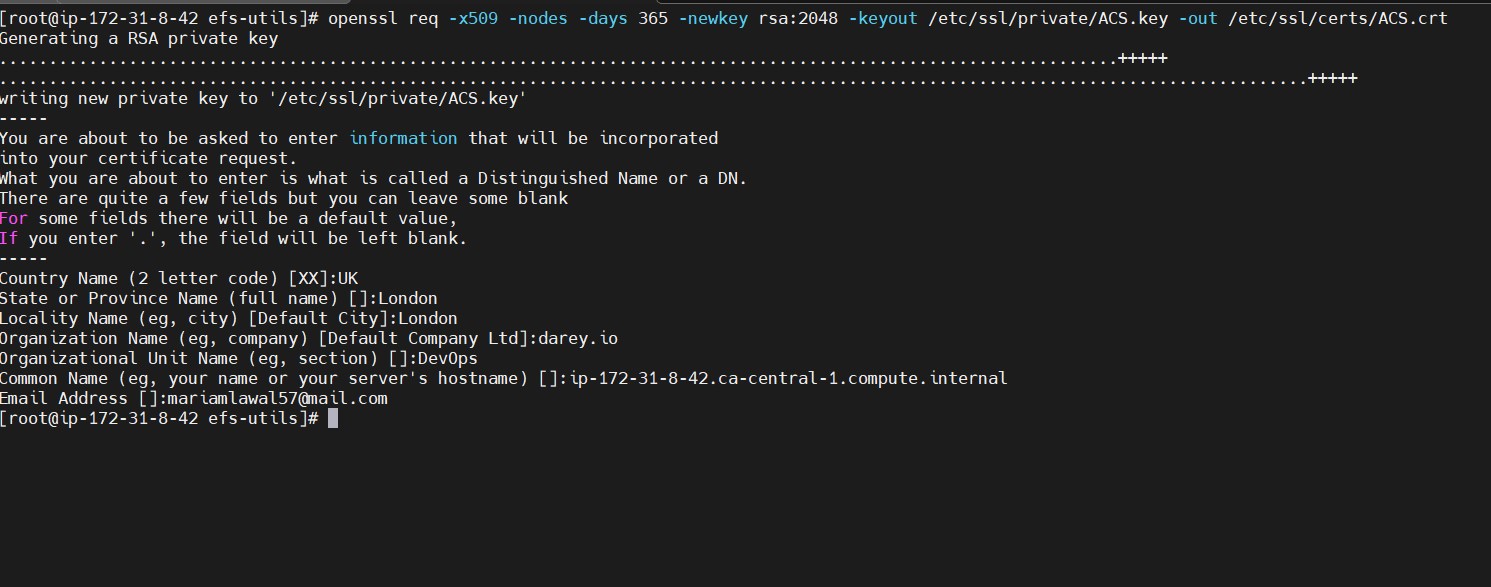 [root@ip-172-31-8-42 efs-utils]# openssl req -x509 -nodes -days 365 -newkey rsa:2048 -keyout /etc/ssl/private/ACS.key -out /etc/ssl/certs/ACS.crt
Generating a RSA private key
................................................................................................................+++++
...................................................................................................................................+++++
writing new private key to '/etc/ssl/private/ACS.key'
-----
You are about to be asked to enter information that will be incorporated
into your certificate request.
What you are about to enter is what is called a Distinguished Name or a DN.
There are quite a few fields but you can leave some blank
For some fields there will be a default value,
If you enter '.', the field will be left blank.
-----
Country Name (2 letter code) [XX]:UK
State or Province Name (full name) []:London
Locality Name (eg, city) [Default City]:London
Organization Name (eg, company) [Default Company Ltd]:darey.io
Organizational Unit Name (eg, section) []:DevOps
Common Name (eg, your name or your server's hostname) []:ip-172-31-8-42.ca-central-1.compute.internal
Email Address []:mariamlawal57@mail.com
[root@ip-172-31-8-42 efs-utils]#